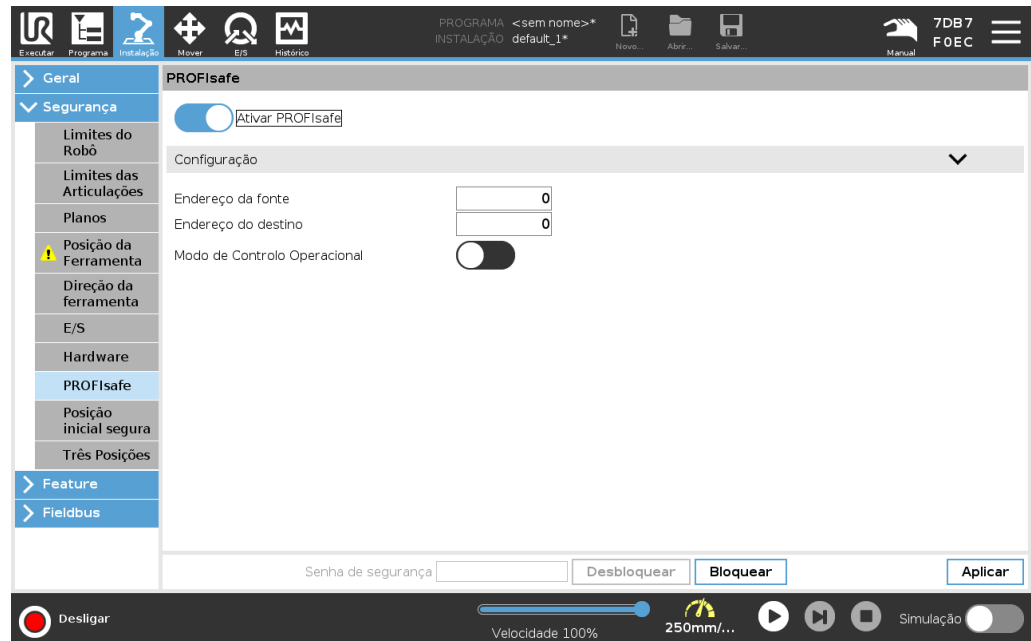 Executar
Programa
Instalação
Mover
E/S
Histórico
PROGRAMA <sem nome>*
INSTALAÇÃO default_1*
Novo...
Abrir...
Salvar...
Manual
7DB7
F0EC
Geral
Segurança
Limites do
Robô
Limites das
Articulações
Planos
Posição da
Ferramenta
Direção da
ferramenta
E/S
Hardware
PROFIsafe
Posição
inicial segura
Três Posições
Feature
Fieldbus
PROFIsafe
Ativar PROFIsafe
Configuração
Endereço da fonte 0
Endereço do destino 0
Modo de Controlo Operacional
Senha de segurança
Desbloquear
Bloquear
Aplicar
Desligar
Velocidade 100%
250mm/...
Simulação